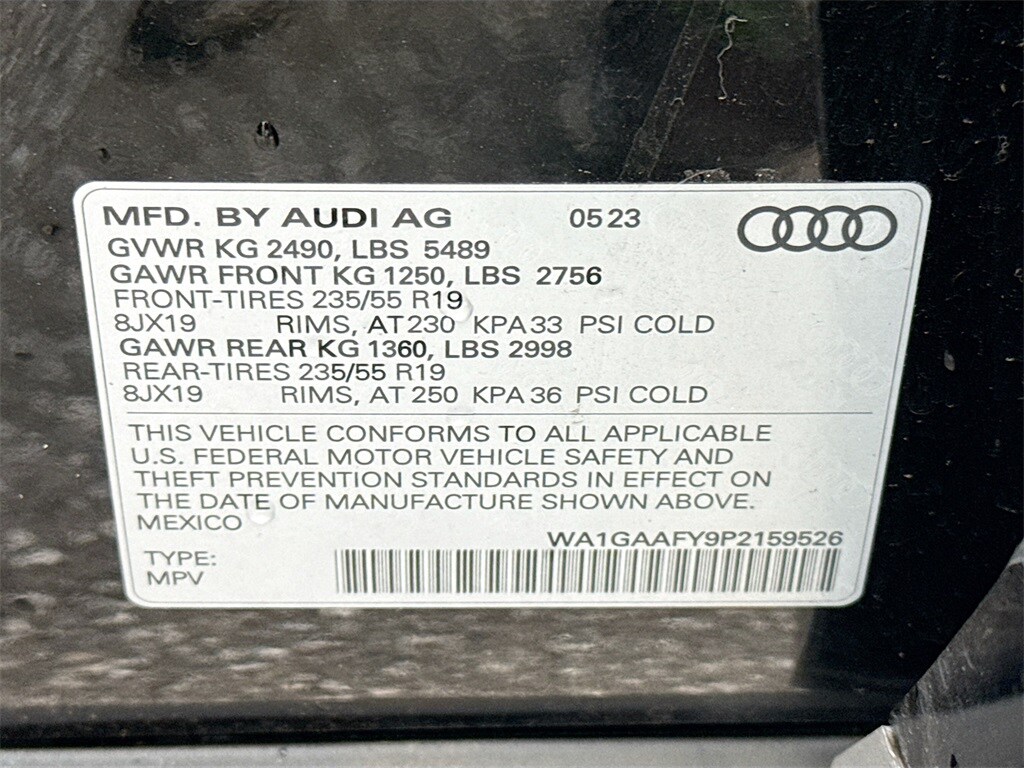 MFD. BY AUDI AG 05 23
GVWR KG 2490, LBS 5489
GAWR FRONT KG 1250, LBS 2756
FRONT-TIRES 235/55 R19
8JX19 RIMS, AT 230 KPA 33 PSI COLD
GAWR REAR KG 1360, LBS 2998
REAR-TIRES 235/55 R19
8JX19 RIMS, AT 250 KPA 36 PSI COLD
THIS VEHICLE CONFORMS TO ALL APPLICABLE
U.S. FEDERAL MOTOR VEHICLE SAFETY AND
THEFT PREVENTION STANDARDS IN EFFECT ON
THE DATE OF MANUFACTURE SHOWN ABOVE.
MEXICO
WA1GAAFY9P2159526
TYPE:
MPV